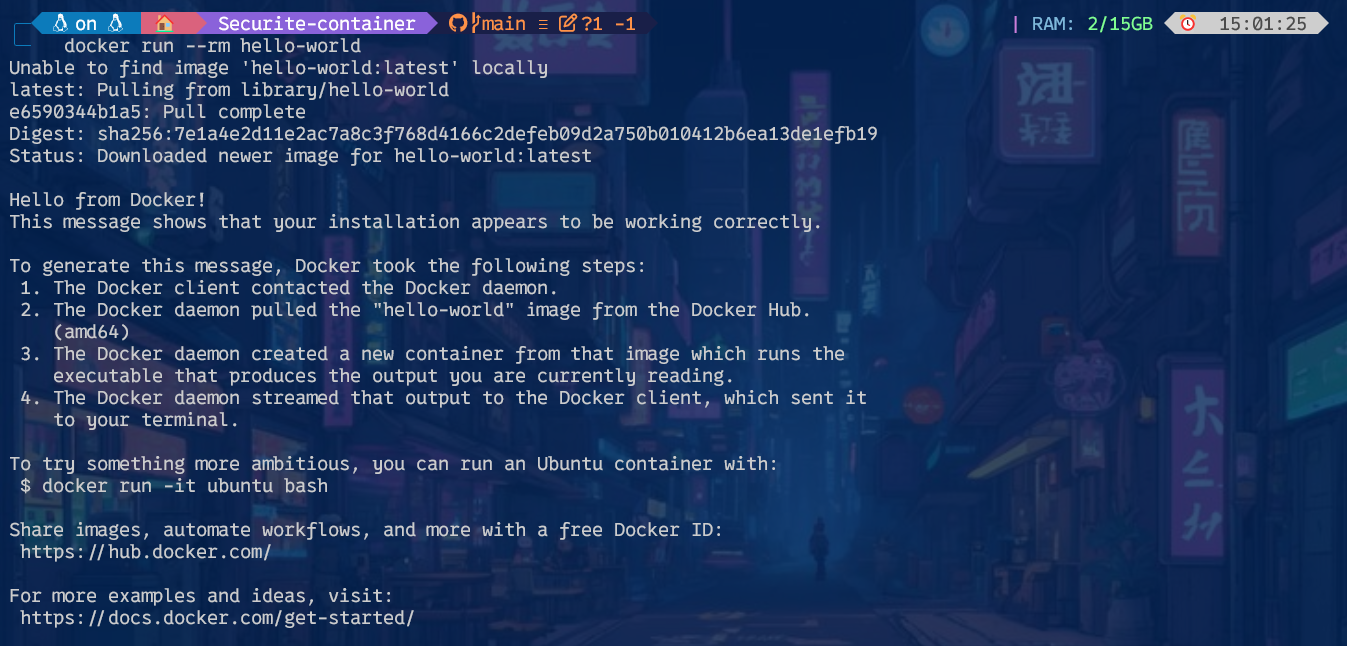 on Securite-container main ≡ ?1 -1 | RAM: 2/15GB 15:01:25
docker run --rm hello-world
Unable to find image 'hello-world:latest' locally
latest: Pulling from library/hello-world
e6590344b1a5: Pull complete
Digest: sha256:7e1a4e2d11e2ac7a8c3f768d4166c2defeb09d2a750b010412b6ea13de1efb19
Status: Downloaded newer image for hello-world:latest

Hello from Docker!
This message shows that your installation appears to be working correctly.

To generate this message, Docker took the following steps:
 1. The Docker client contacted the Docker daemon.
 2. The Docker daemon pulled the "hello-world" image from the Docker Hub.
    (amd64)
 3. The Docker daemon created a new container from that image which runs the
    executable that produces the output you are currently reading.
 4. The Docker daemon streamed that output to the Docker client, which sent it
    to your terminal.

To try something more ambitious, you can run an Ubuntu container with:
 $ docker run -it ubuntu bash

Share images, automate workflows, and more with a free Docker ID:
 https://hub.docker.com/

For more examples and ideas, visit:
 https://docs.docker.com/get-started/